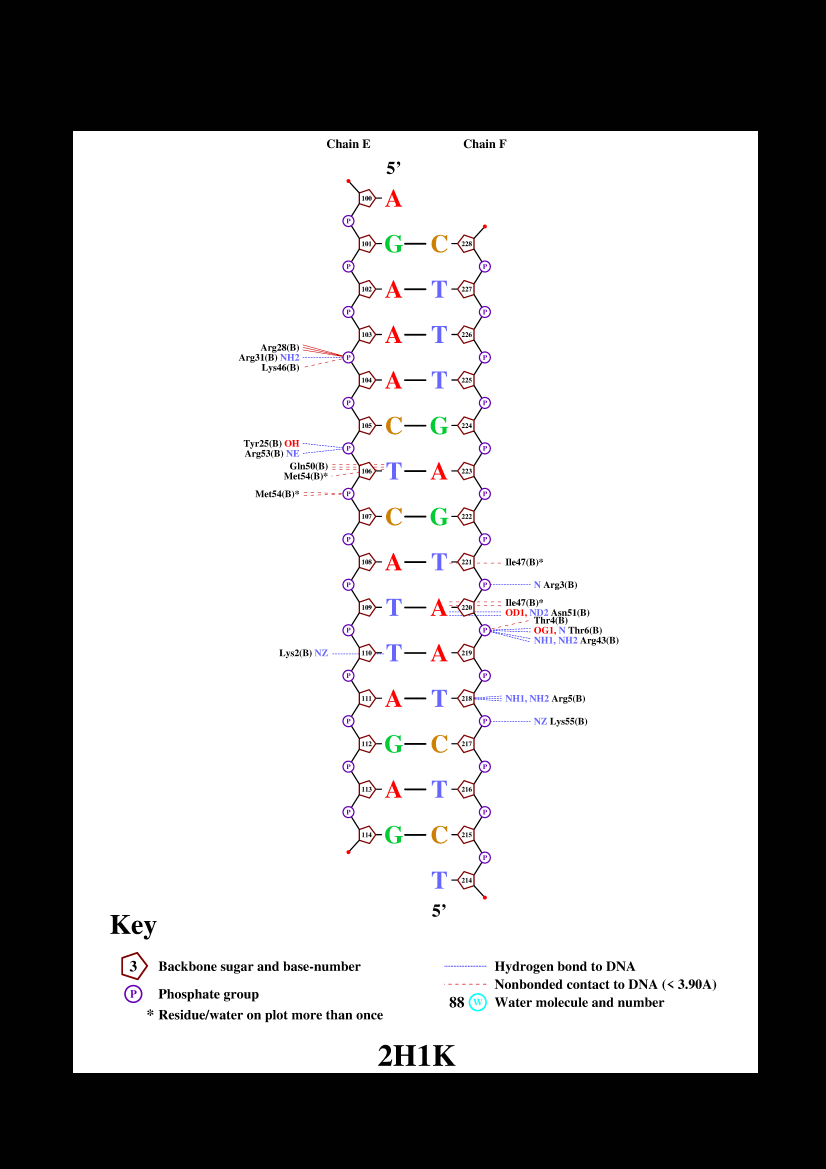 Chain E Chain F
5’
100 A
P
101 G C 228
P P
102 A T 227
P P
103 A T 226
Arg28(B)
Arg31(B) NH2 P P
Lys46(B)
104 A T 225
P P
105 C G 224
Tyr25(B) OH P P
Arg53(B) NE
Gln50(B)
106 T A 223
Met54(B)*
Met54(B)* P P
107 C G 222
P P
108 A T 221 Ile47(B)*
P P N Arg3(B)
Ile47(B)*
109 T A 220
OD1, ND2 Asn51(B)
Thr4(B)
P P OG1, N Thr6(B)
NH1, NH2 Arg43(B)
Lys2(B) NZ 110 T A 219
P P
111 A T 218 NH1, NH2 Arg5(B)
P P NZ Lys55(B)
112 G C 217
P P
113 A T 216
P P
114 G C 215
P
T 214
5’
Key
3 Backbone sugar and base-number
P Phosphate group
* Residue/water on plot more than once
Hydrogen bond to DNA
Nonbonded contact to DNA (< 3.90A)
88 W Water molecule and number
2H1K